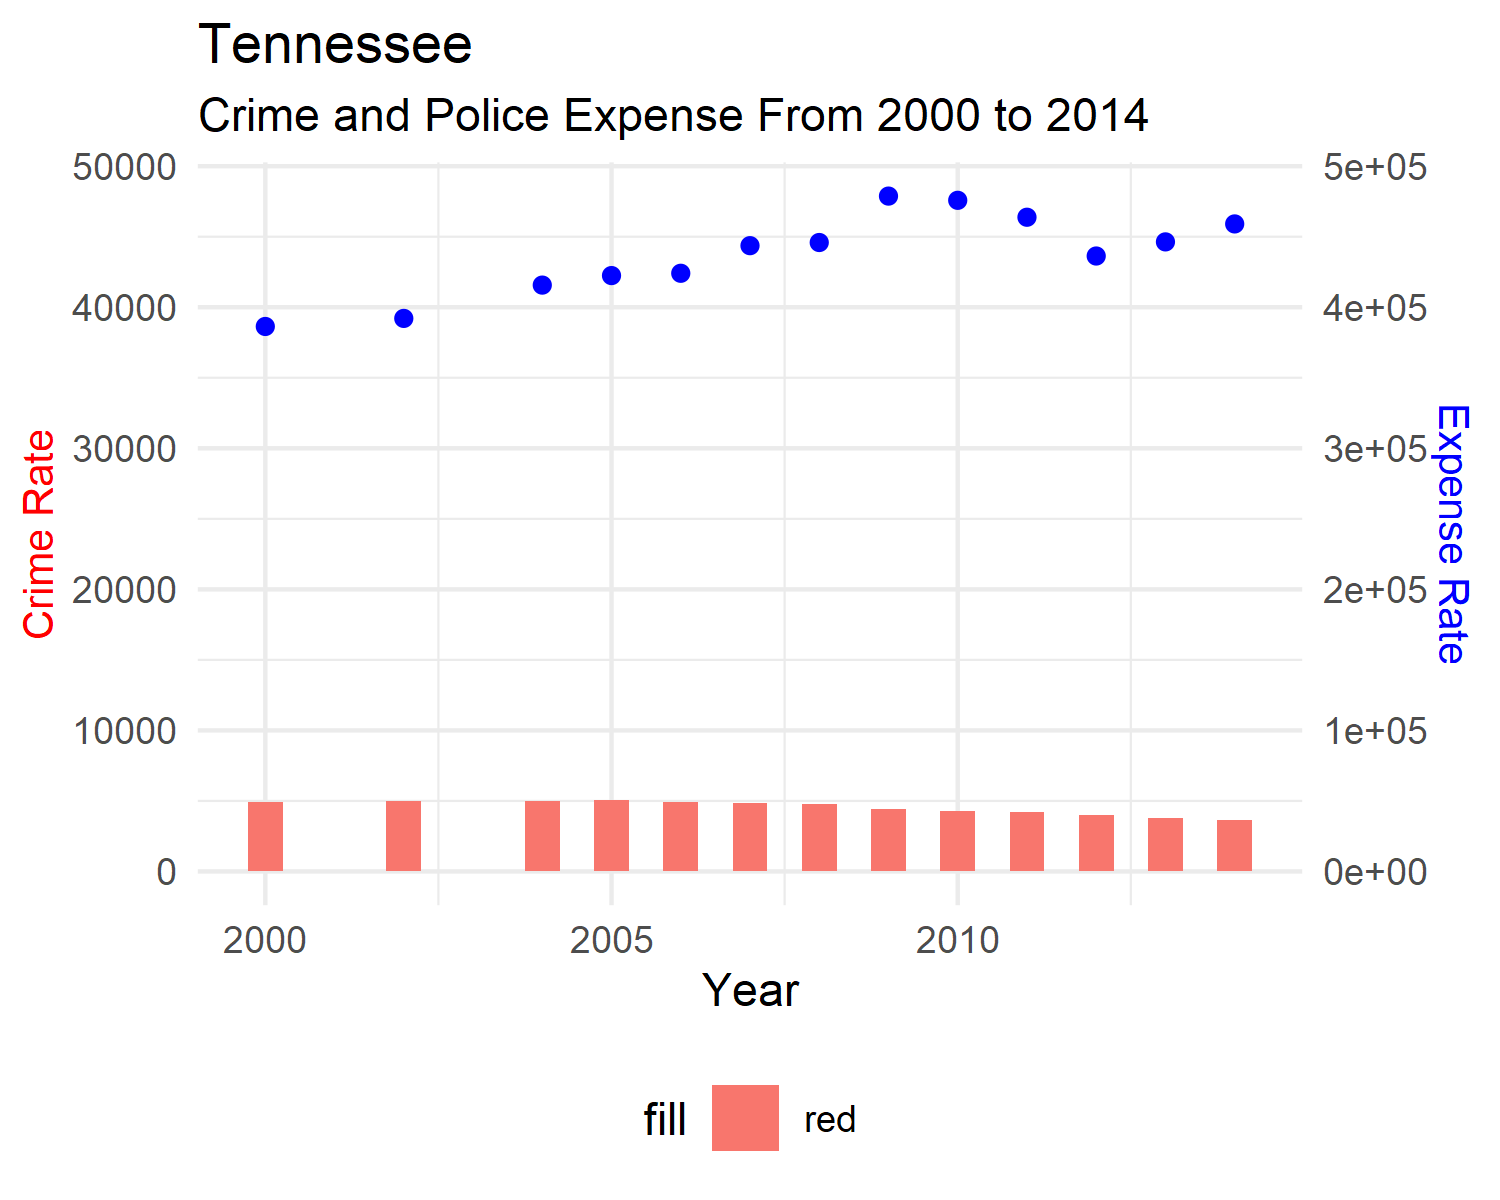 Tennessee
Crime and Police Expense From 2000 to 2014
50000
40000
30000
20000
10000
0
Crime Rate
5e+05
4e+05
3e+05
2e+05
1e+05
0e+00
Expense Rate
2000 2005 2010
Year
fill red